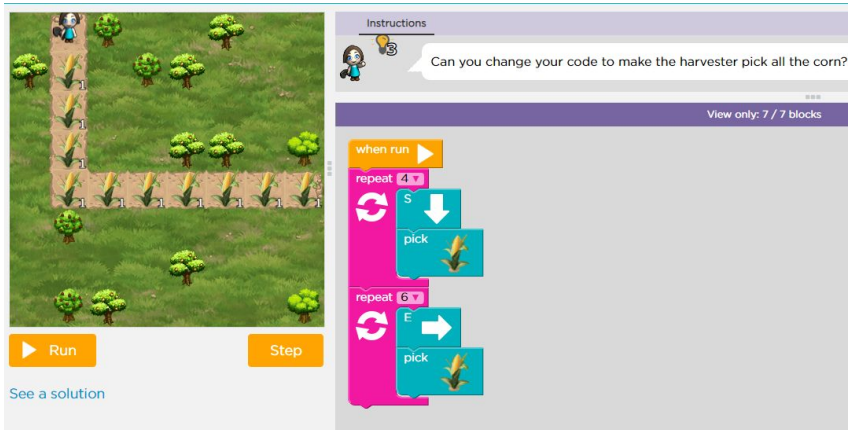 Instructions
3
Can you change your code to make the harvester pick all the corn?
View only: 7 / 7 blocks
1
1
1
1 1 1 1 1 1 1
when run
repeat 4
S
pick
repeat 6
E
pick
Run
Step
See a solution